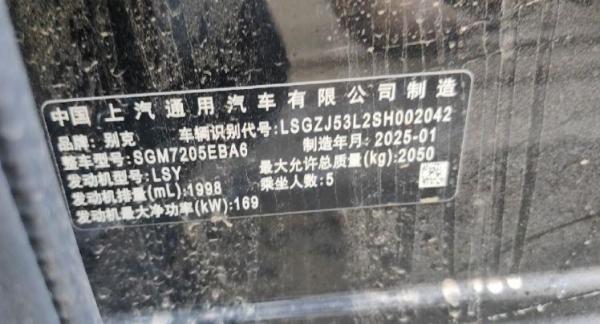 中国 上汽通用汽车有限公司制造
品牌: 别克 车辆识别代号: LSGZJ53L2SH002042
整车型号: SGM7205EBA6 制造年月: 2025-01
发动机型号: LSY 最大允许总质量(kg): 2050
发动机排量(mL): 1998 乘坐人数: 5
发动机最大净功率(kW): 169